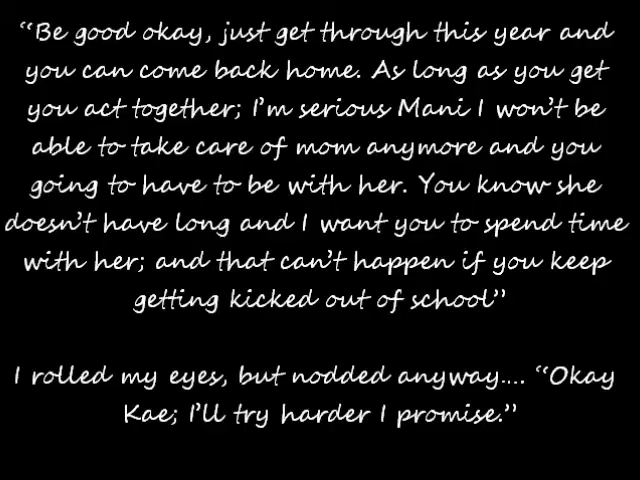 “Be good okay, just get through this year and
you can come back home. As long as you get
you act together; I’m serious Mani I won’t be
able to take care of mom anymore and you
going to have to be with her. You know she
doesn’t have long and I want you to spend time
with her; and that can’t happen if you keep
getting kicked out of school”
I rolled my eyes, but nodded anyway.... “Okay
Kae; I’ll try harder I promise.”